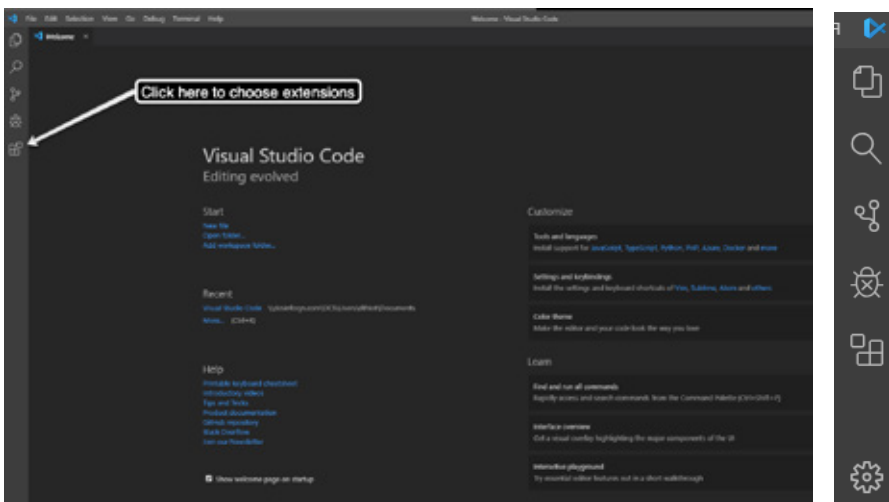 File Edit Selection View Go Debug Terminal Help
Welcome - Visual Studio Code
Welcome
Click here to choose extensions
Visual Studio Code
Editing evolved
Start
New file
Open folder...
Add workspace folder...
Recent
Visual Studio Code
More... (Ctrl+R)
Help
Printable keyboard cheatsheet
Introductory videos
Tips and Tricks
Product documentation
GitHub repository
Stack Overflow
Join our Newsletter
Show welcome page on startup
Customize
Tools and languages
Install support for JavaScript, TypeScript, Python, PHP, Azure, Docker and more
Settings and keybindings
Install the settings and keyboard shortcuts of Vim, Sublime, Atom and others
Color theme
Make the editor and your code look the way you love
Learn
Find and run all commands
Rapidly access and search commands from the Command Palette (Ctrl+Shift+P)
Interface overview
Get a visual overlay highlighting the major components of the UI
Interactive playground
Try essential editor features out in a short walkthrough